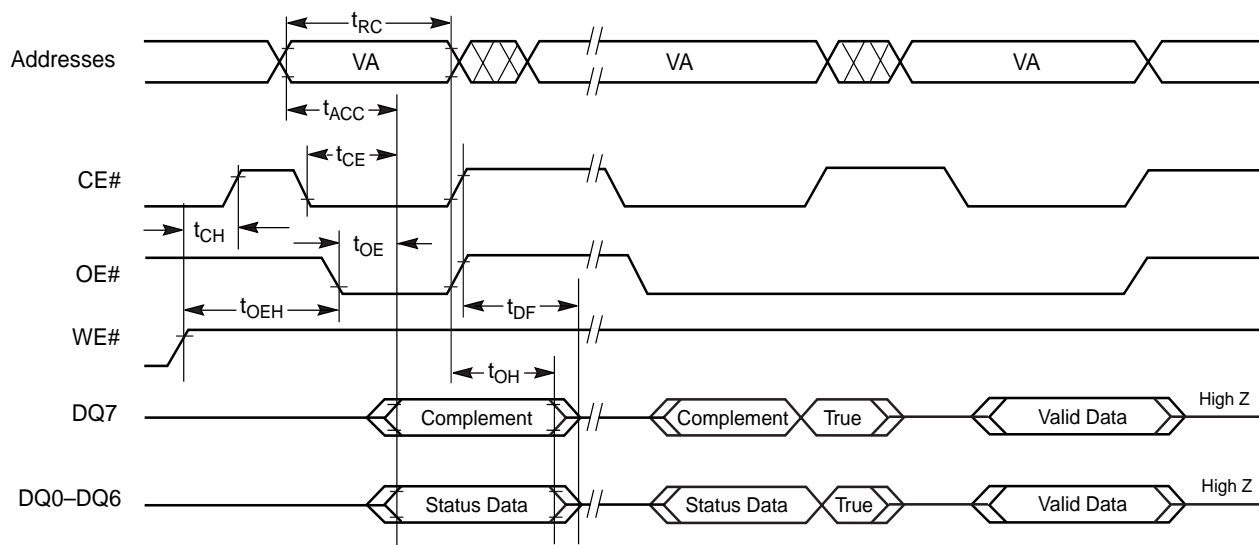 tRC
Addresses VA VA VA
tACC
tCE
CE#
tCH
tOE
OE#
tOEH tDF
WE#
tOH
DQ7 Complement Complement True Valid Data High Z
DQ0–DQ6 Status Data Status Data True Valid Data High Z